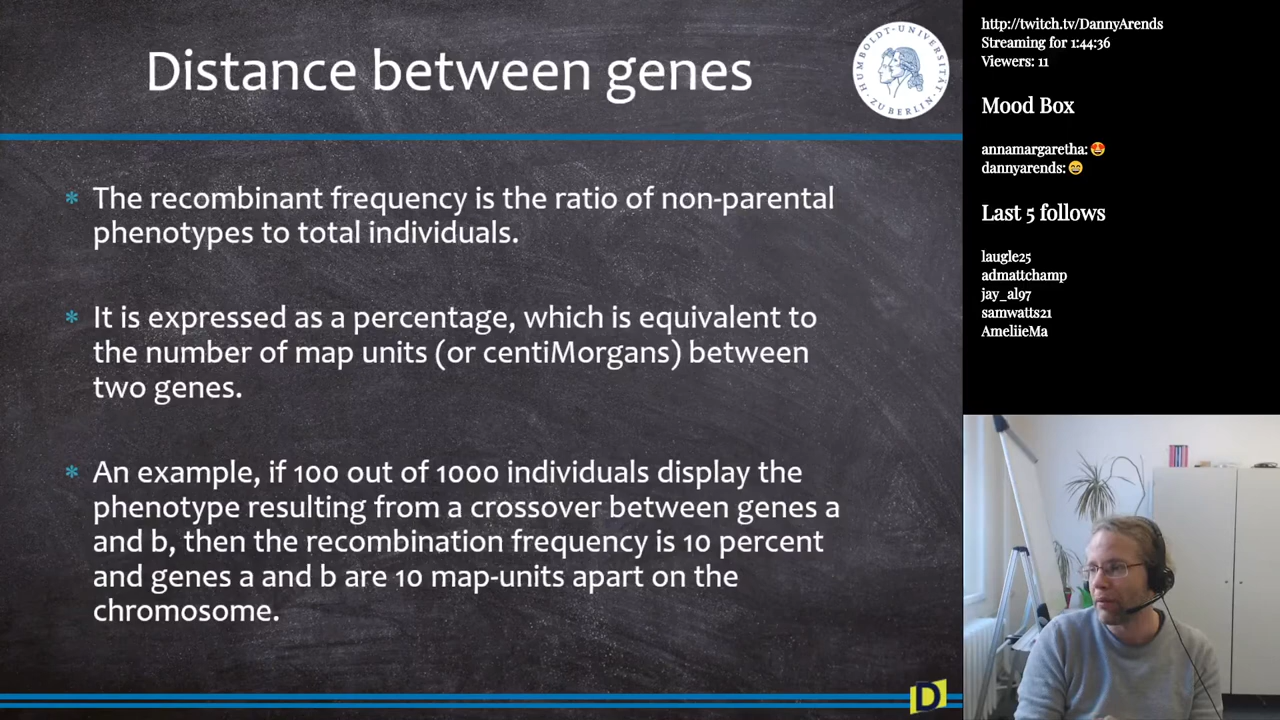 Distance between genes
HUMBOLDT-UNIVERSITÄT
ZU BERLIN
* The recombinant frequency is the ratio of non-parental
phenotypes to total individuals.
* It is expressed as a percentage, which is equivalent to
the number of map units (or centiMorgans) between
two genes.
* An example, if 100 out of 1000 individuals display the
phenotype resulting from a crossover between genes a
and b, then the recombination frequency is 10 percent
and genes a and b are 10 map-units apart on the
chromosome.
D
http://twitch.tv/DannyArends
Streaming for 1:44:36
Viewers: 11
Mood Box
annamargaretha: 😍
dannyarends: 😄
Last 5 follows
laugle25
admattchamp
jay_al97
samwatts21
AmeliieMa